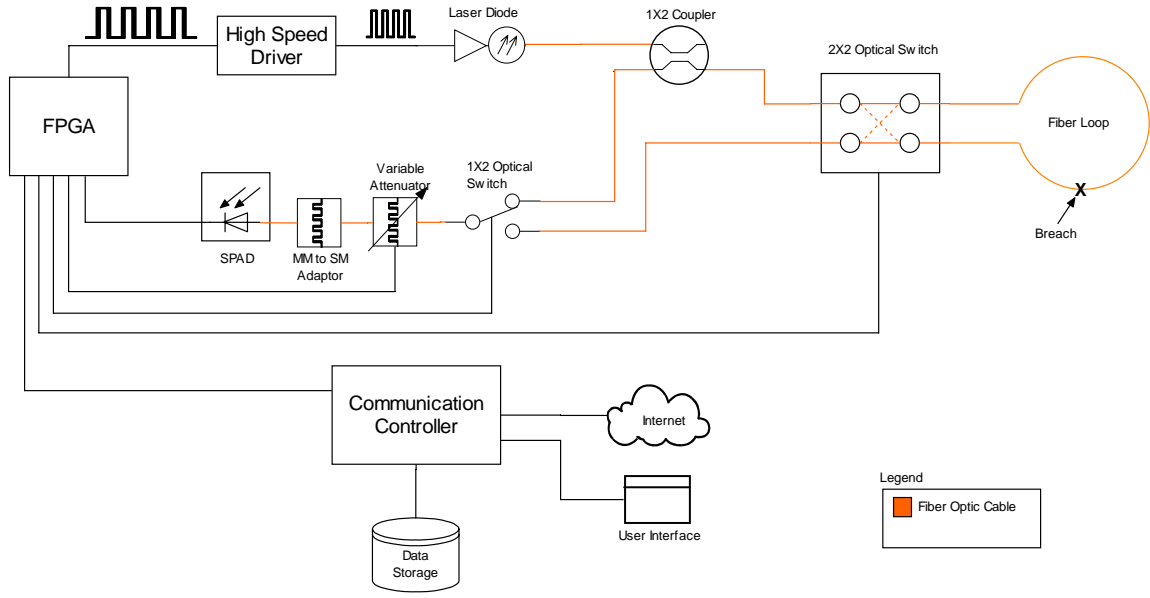 Laser Diode
1X2 Coupler
High Speed
Driver
2X2 Optical Switch
FPGA
Fiber Loop
Variable
Attenuator
1X2 Optical
Switch
X
Breach
SPAD
MM to SM
Adaptor
Communication
Controller
Internet
User Interface
Data
Storage
Legend
Fiber Optic Cable